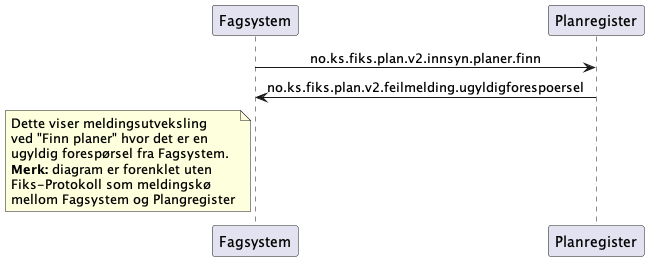 Fagsystem
Planregister
no.ks.fiks.plan.v2.innsyn.planer.finn
no.ks.fiks.plan.v2.feilmelding.ugyldigforespoersel
Dette viser meldingsutveksling
ved "Finn planer" hvor det er en
ugyldig forespørsel fra Fagsystem.
Merk: diagram er forenklet uten
Fiks-Protokoll som meldingskø
mellom Fagsystem og Plangregister
Fagsystem
Planregister